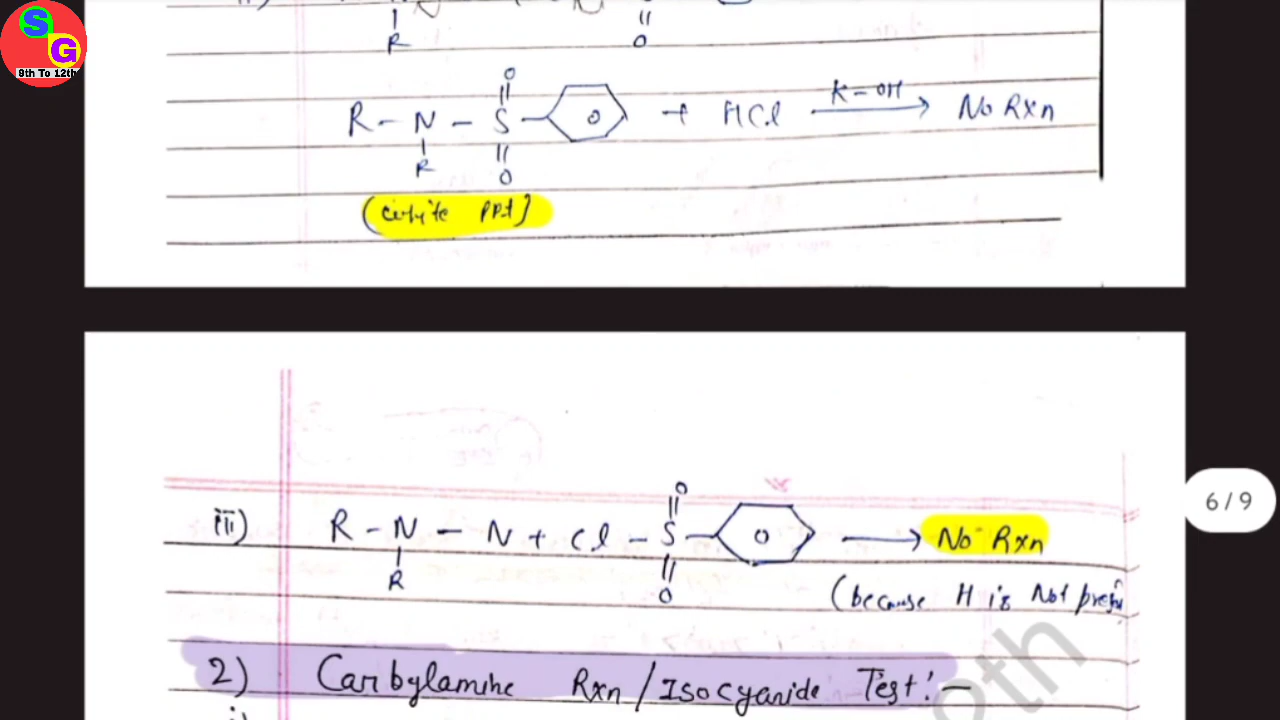 S
G
9th To 12th
R
O
O
R - N - S + HCl K-OH → No Rxn
R
O
(white ppt]
6/9
O
iii) R - N - N + Cl - S → No Rxn
R
O
(because H is Not
2) Carbylamine Rxn / Isocyanide Test: -
i)
0th